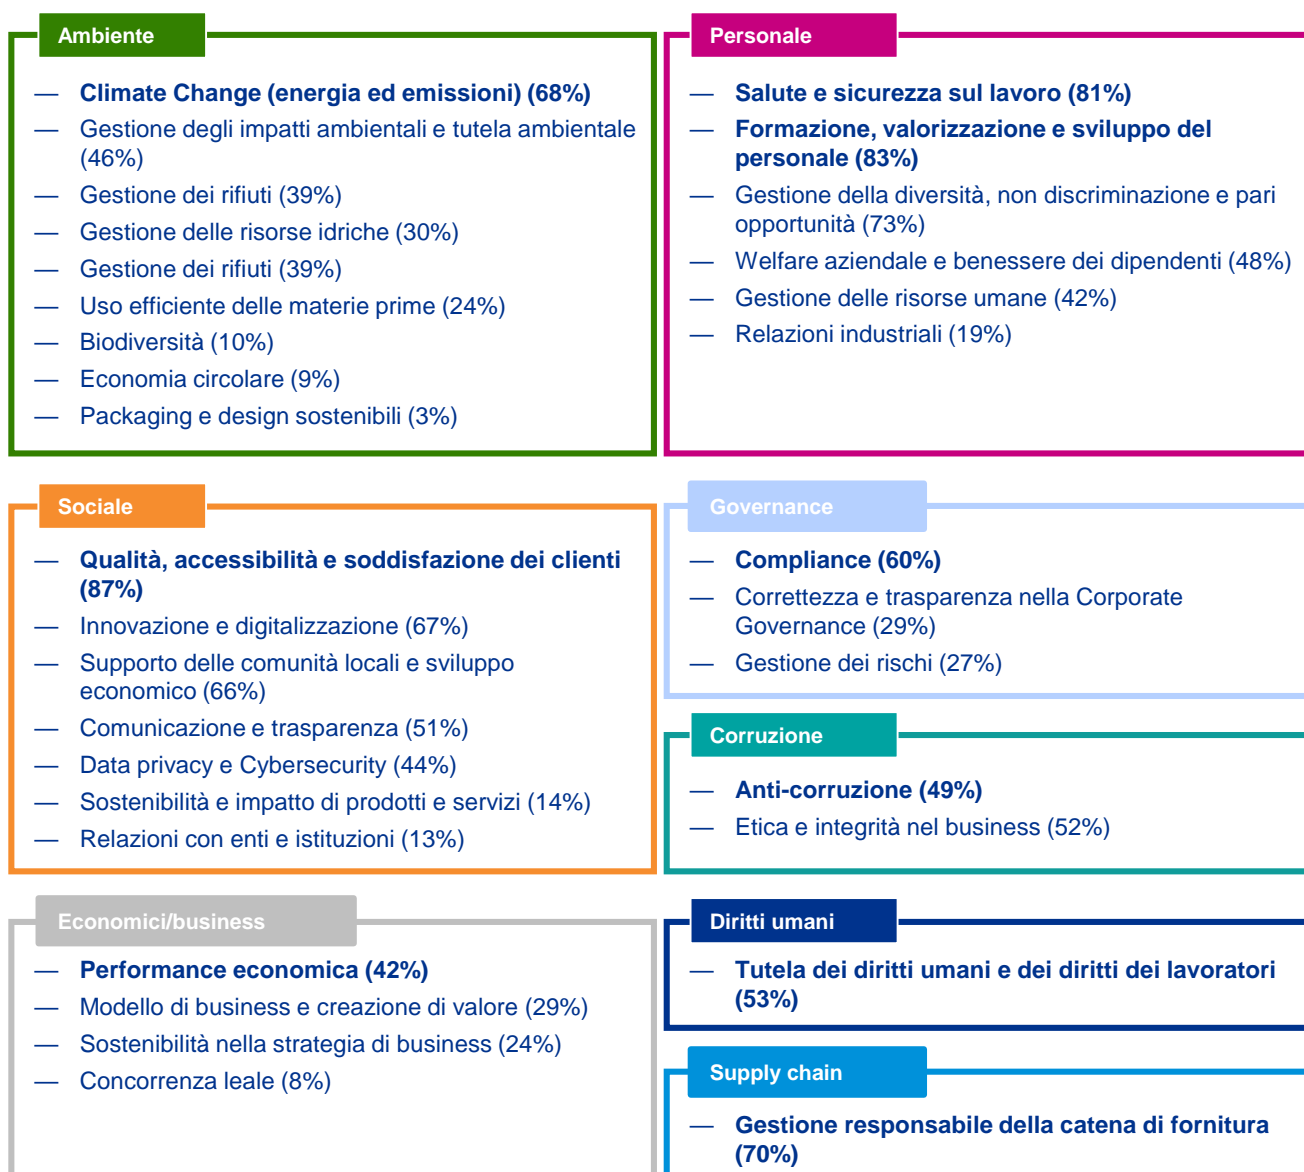 Ambiente
— Climate Change (energia ed emissioni) (68%)
— Gestione degli impatti ambientali e tutela ambientale
(46%)
— Gestione dei rifiuti (39%)
— Gestione delle risorse idriche (30%)
— Gestione dei rifiuti (39%)
— Uso efficiente delle materie prime (24%)
— Biodiversità (10%)
— Economia circolare (9%)
— Packaging e design sostenibili (3%)
Personale
— Salute e sicurezza sul lavoro (81%)
— Formazione, valorizzazione e sviluppo del
personale (83%)
— Gestione della diversità, non discriminazione e pari
opportunità (73%)
— Welfare aziendale e benessere dei dipendenti (48%)
— Gestione delle risorse umane (42%)
— Relazioni industriali (19%)
Sociale
— Qualità, accessibilità e soddisfazione dei clienti
(87%)
— Innovazione e digitalizzazione (67%)
— Supporto delle comunità locali e sviluppo
economico (66%)
— Comunicazione e trasparenza (51%)
— Data privacy e Cybersecurity (44%)
— Sostenibilità e impatto di prodotti e servizi (14%)
— Relazioni con enti e istituzioni (13%)
Governance
— Compliance (60%)
— Correttezza e trasparenza nella Corporate
Governance (29%)
— Gestione dei rischi (27%)
Corruzione
— Anti-corruzione (49%)
— Etica e integrità nel business (52%)
Economici/business
— Performance economica (42%)
— Modello di business e creazione di valore (29%)
— Sostenibilità nella strategia di business (24%)
— Concorrenza leale (8%)
Diritti umani
— Tutela dei diritti umani e dei diritti dei lavoratori
(53%)
Supply chain
— Gestione responsabile della catena di fornitura
(70%)